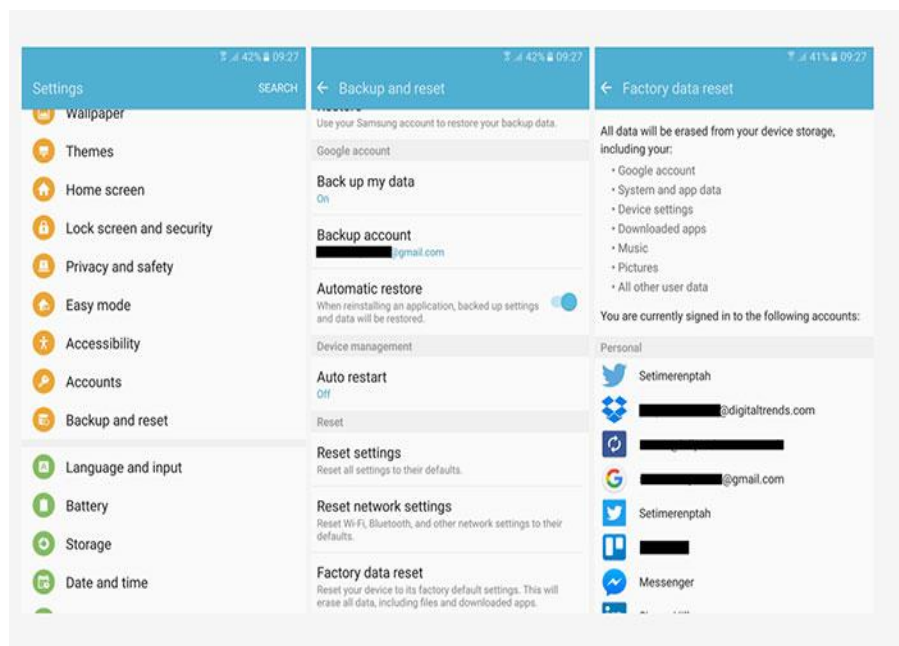 42% 09:27
Settings
SEARCH
Wallpaper
Themes
Home screen
Lock screen and security
Privacy and safety
Easy mode
Accessibility
Accounts
Backup and reset
Language and input
Battery
Storage
Date and time
42% 09:27
Backup and reset
Restore
Use your Samsung account to restore your backup data.
Google account
Back up my data
On
Backup account
@gmail.com
Automatic restore
When reinstalling an application, backed up settings
and data will be restored.
Device management
Auto restart
Off
Reset
Reset settings
Reset all settings to their defaults.
Reset network settings
Reset Wi-Fi, Bluetooth, and other network settings to their
defaults.
Factory data reset
Reset your device to its factory default settings. This will
erase all data, including files and downloaded apps.
41% 09:27
Factory data reset
All data will be erased from your device storage,
including your:
• Google account
• System and app data
• Device settings
• Downloaded apps
• Music
• Pictures
• All other user data
You are currently signed in to the following accounts:
Personal
Setimerenptah
@digitaltrends.com
@gmail.com
Setimerenptah
Messenger